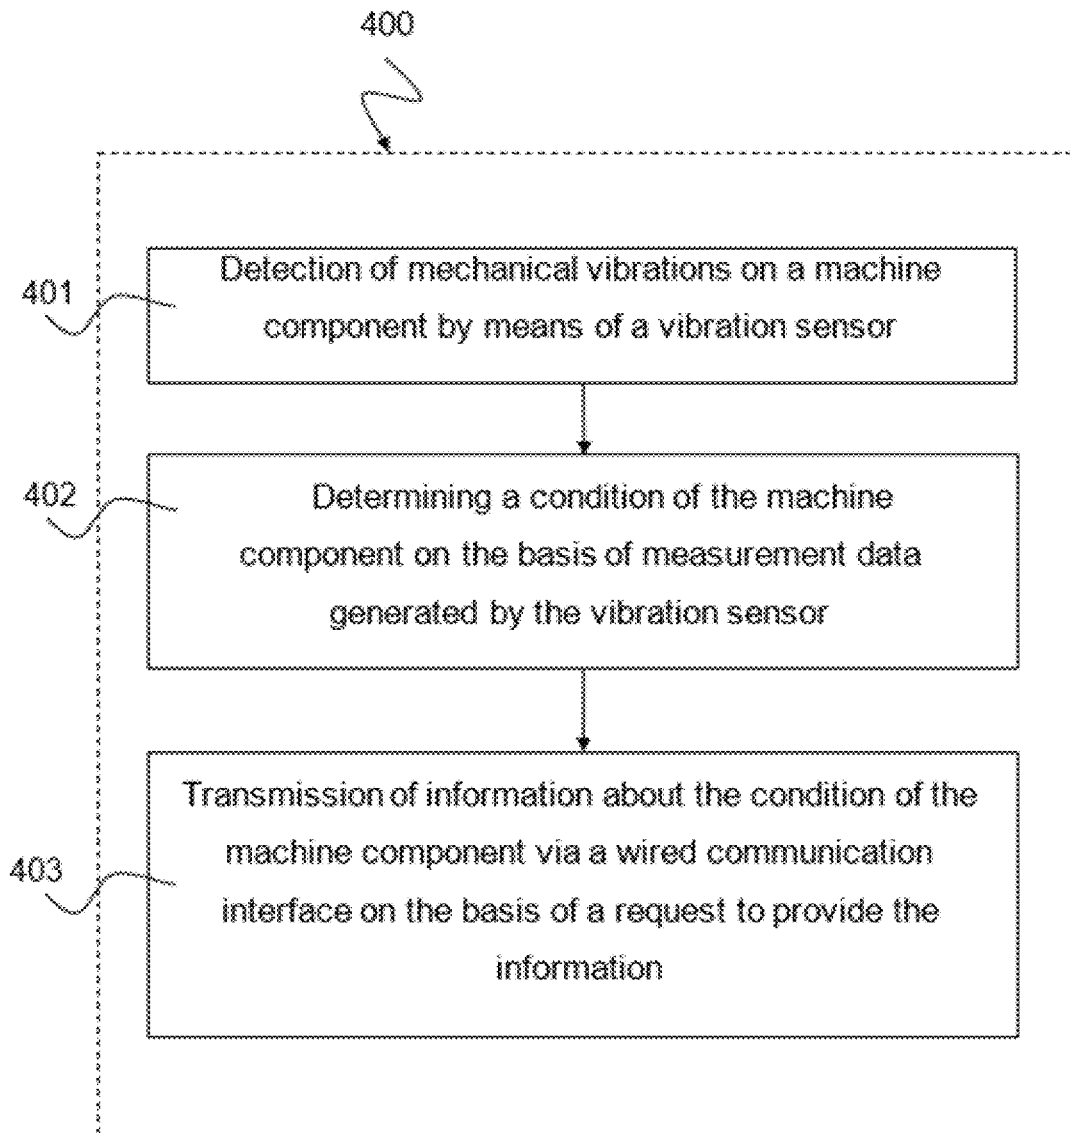 400
401
Detection of mechanical vibrations on a machine
component by means of a vibration sensor
402
Determining a condition of the machine
component on the basis of measurement data
generated by the vibration sensor
403
Transmission of information about the condition of the
machine component via a wired communication
interface on the basis of a request to provide the
information